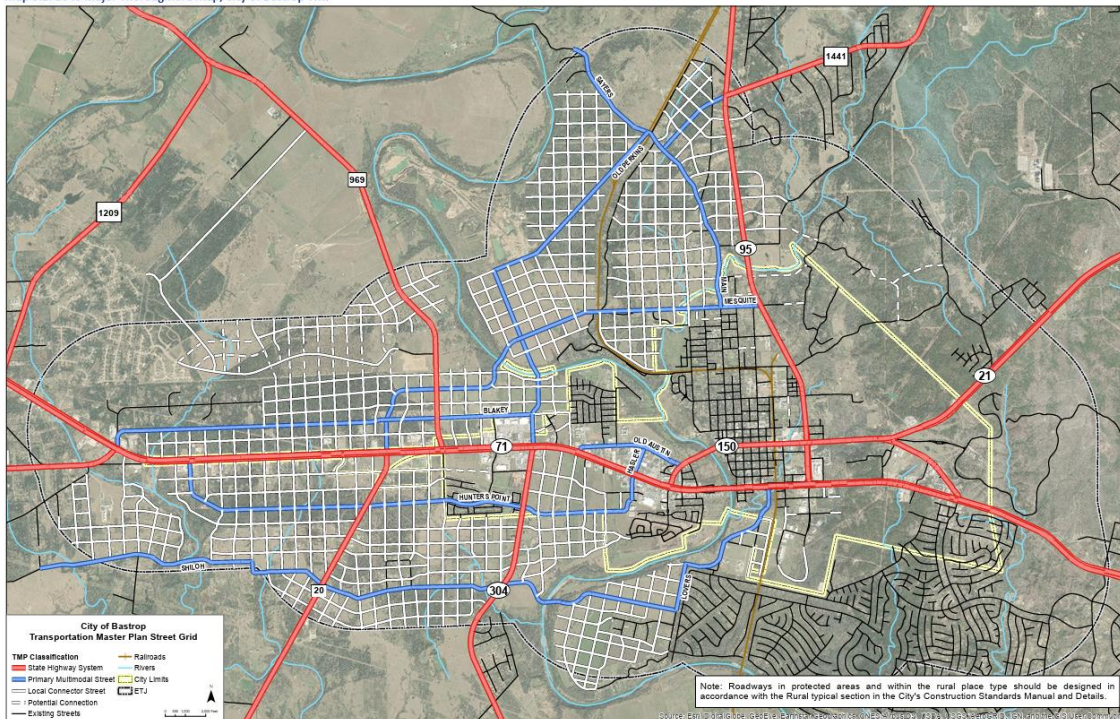 1441
SAYERS
OLD PERKINS
969
1209
95
MAIN
MESQUITE
21
BLAKEY
71
OLD AUSTIN
150
HASLER
HUNTERS POINT
SHILOH
20
304
LOVERS
City of Bastrop
Transportation Master Plan Street Grid
TMP Classification
State Highway System
Primary Multimodal Street
Local Connector Street
Potential Connection
Existing Streets
Railroads
Rivers
City Limits
ETJ
N
Note: Roadways in protected areas and within the rural place type should be designed in
accordance with the Rural typical section in the City's Construction Standards Manual and Details.